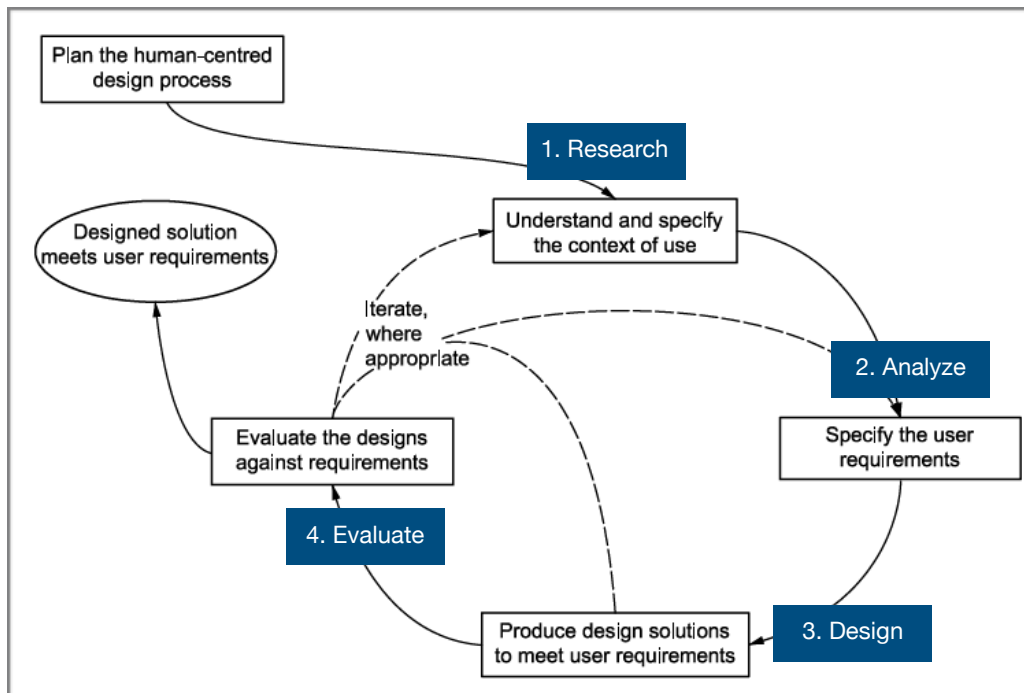 Plan the human-centred
design process
1. Research
Understand and specify
the context of use
Designed solution
meets user requirements
Iterate,
where
appropriate
2. Analyze
Specify the user
requirements
Evaluate the designs
against requirements
4. Evaluate
3. Design
Produce design solutions
to meet user requirements